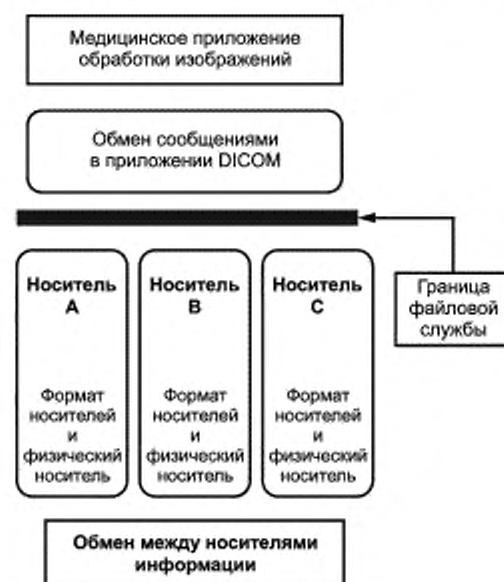 Медицинское приложение
обработки изображений
Обмен сообщениями
в приложении DICOM
Носитель
A
Носитель
B
Носитель
C
Граница
файловой
службы
Формат
носителей
и
физический
носитель
Формат
носителей
и
физический
носитель
Формат
носителей
и
физический
носитель
Обмен между носителями
информации